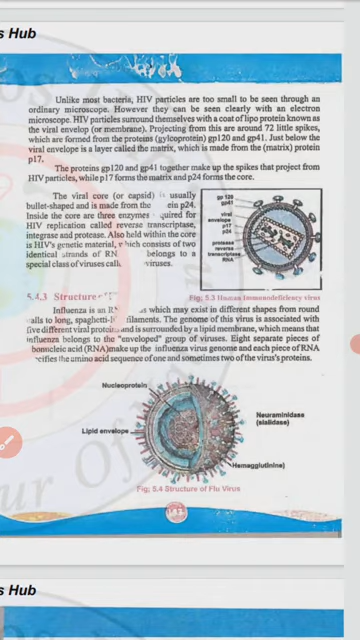 s Hub
Unlike most bacteria, HIV particles are too small to be seen through an
ordinary microscope. However they can be seen clearly with an electron
microscope. HIV particles surround themselves with a coat of lipo protein known as
the viral envelop (or membrane). Projecting from this are around 72 little spikes,
which are formed from the proteins (gylcoprotein) gp120 and gp41. Just below the
viral envelope is a layer called the matrix, which is made from the (matrix) protein
p17.
The proteins gp120 and gp41 together make up the spikes that project from
HIV particles, while p17 forms the matrix and p24 forms the core.
The viral core (or capsid) is usually
bullet-shaped and is made from the ein p24.
Inside the core are three enzymes quired for
HIV replication called reverse transcriptase,
integrase and protease. Also held within the core
is HIV's genetic material, which consists of two
identical strands of RN belongs to a
special class of viruses call viruses.
gp 120
gp41
viral
envelope
p17
p24
protease
reverse
transcriptase
RNA
Fig; 5.3 Human Immunodeficiety virus
5.4.3 Structure
Influenza is an us which may exist in different shapes from round
alls to long, spaghetti-li filaments. The genome of this virus is associated with
five different viral proteins and is surrounded by a lipid membrane, which means that
influenza belongs to the "enveloped" group of viruses. Eight separate pieces of
bonucleic acid (RNA)make up the influenza virus genome and each piece of RNA
cifies the amino acid sequence of one and sometimes two of the virus's proteins.
Nucleoprotein
Lipid envelope
Neuraminidase
(sialidase)
Hemagglutinine)
Fig; 5.4 Structure of Flu Virus
s Hub